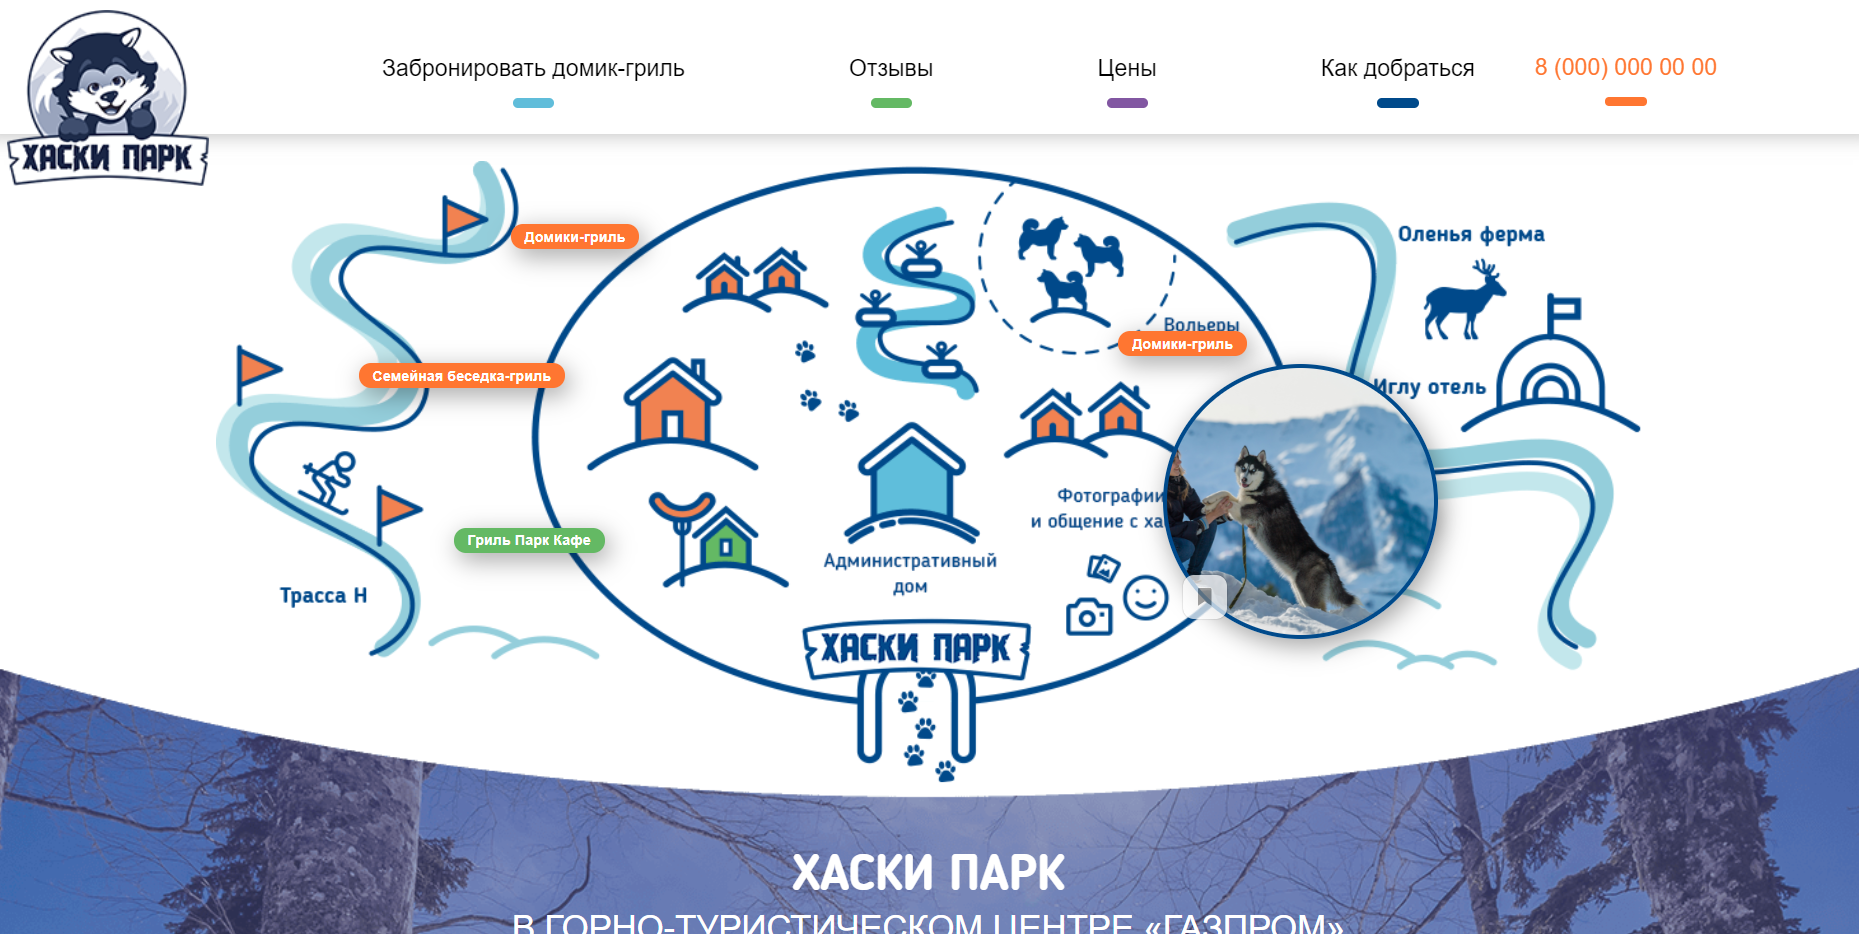 Забронировать домик-гриль
Отзывы
Цены
Как добраться
8 (000) 000 00 00
ХАСКИ ПАРК
Домики-гриль
Оленья ферма
Вольеры
Домики-гриль
Семейная беседка-гриль
Иглу отель
Фотографии
и общение с ха
Гриль Парк Кафе
Административный
дом
Трасса Н
ХАСКИ ПАРК
ХАСКИ ПАРК
В ГОРНО-ТУРИСТИЧЕСКОМ ЦЕНТРЕ «ГАЗПРОМ»